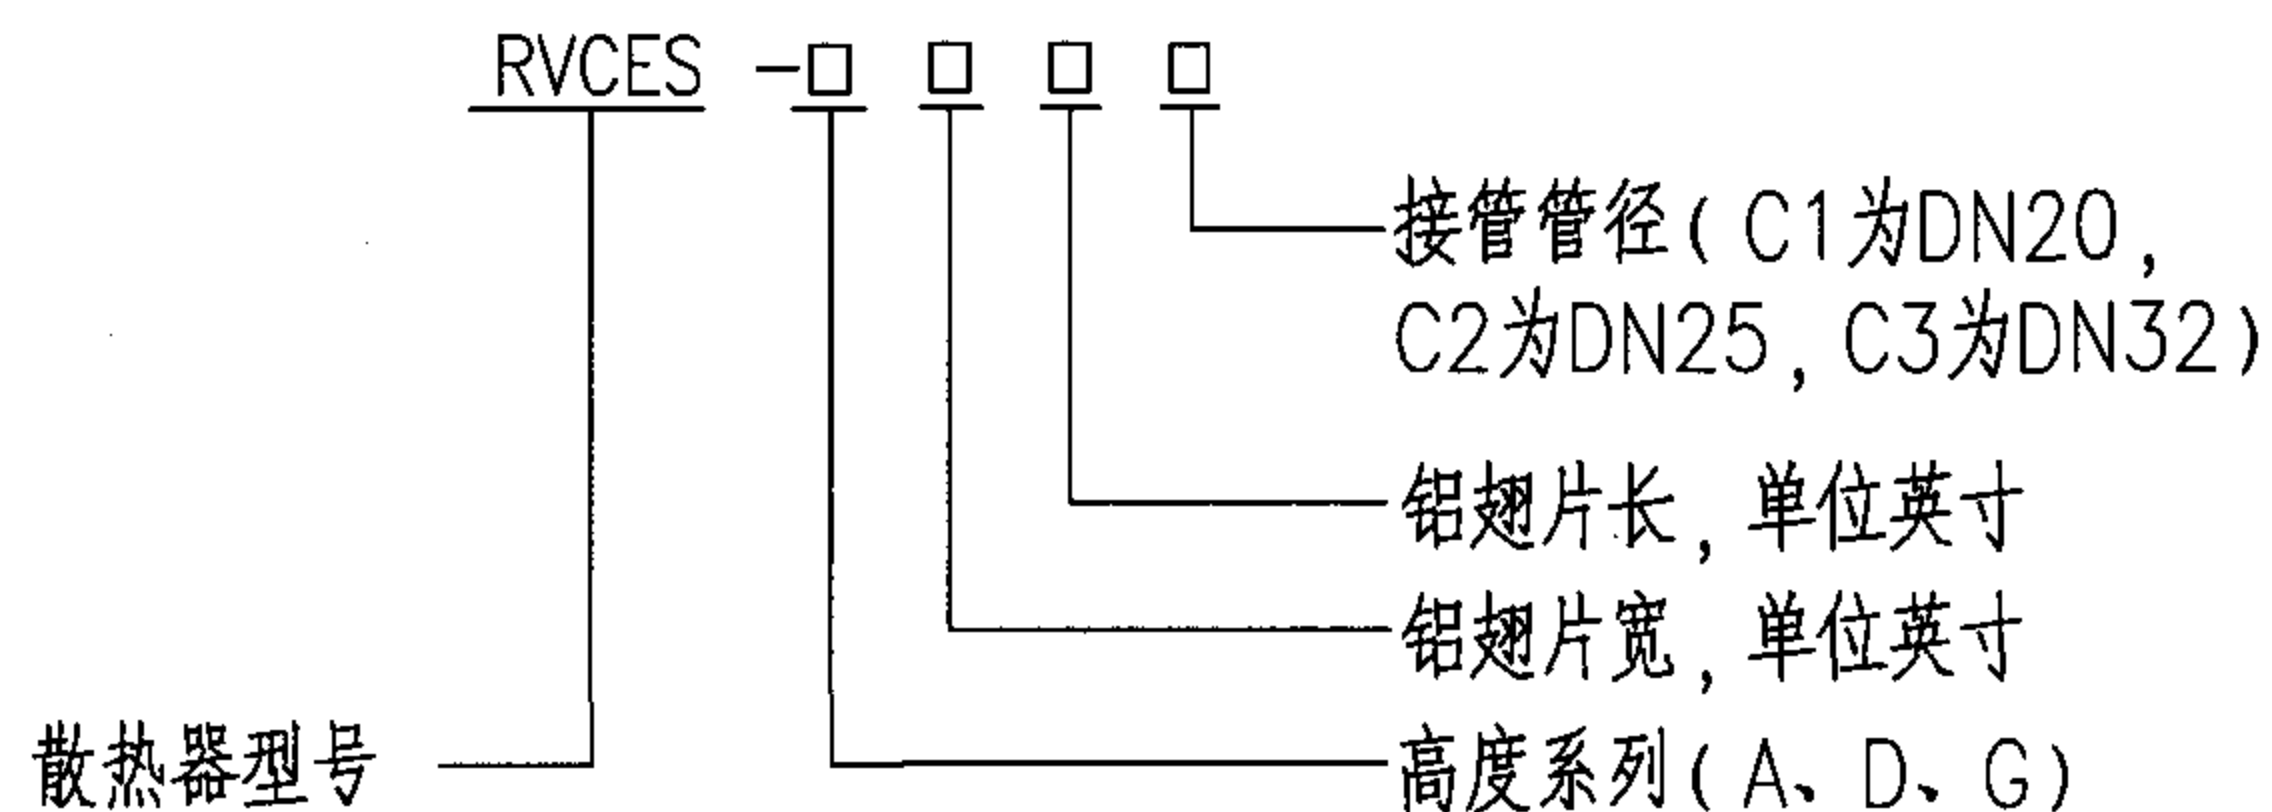 RVCES -□ □ □ □
接管管径(C1为DN20,
C2为DN25,C3为DN32)
铝翅片长,单位英寸
铝翅片宽,单位英寸
高度系列(A、D、G)
散热器型号